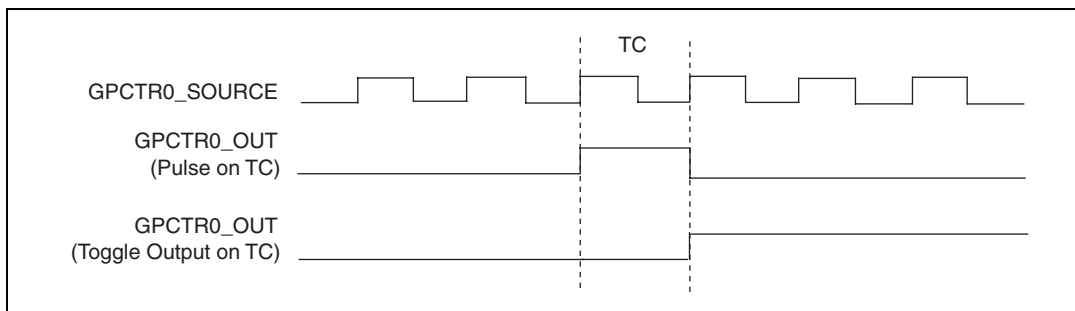 TC
GPCTR0_SOURCE
GPCTR0_OUT
(Pulse on TC)
GPCTR0_OUT
(Toggle Output on TC)